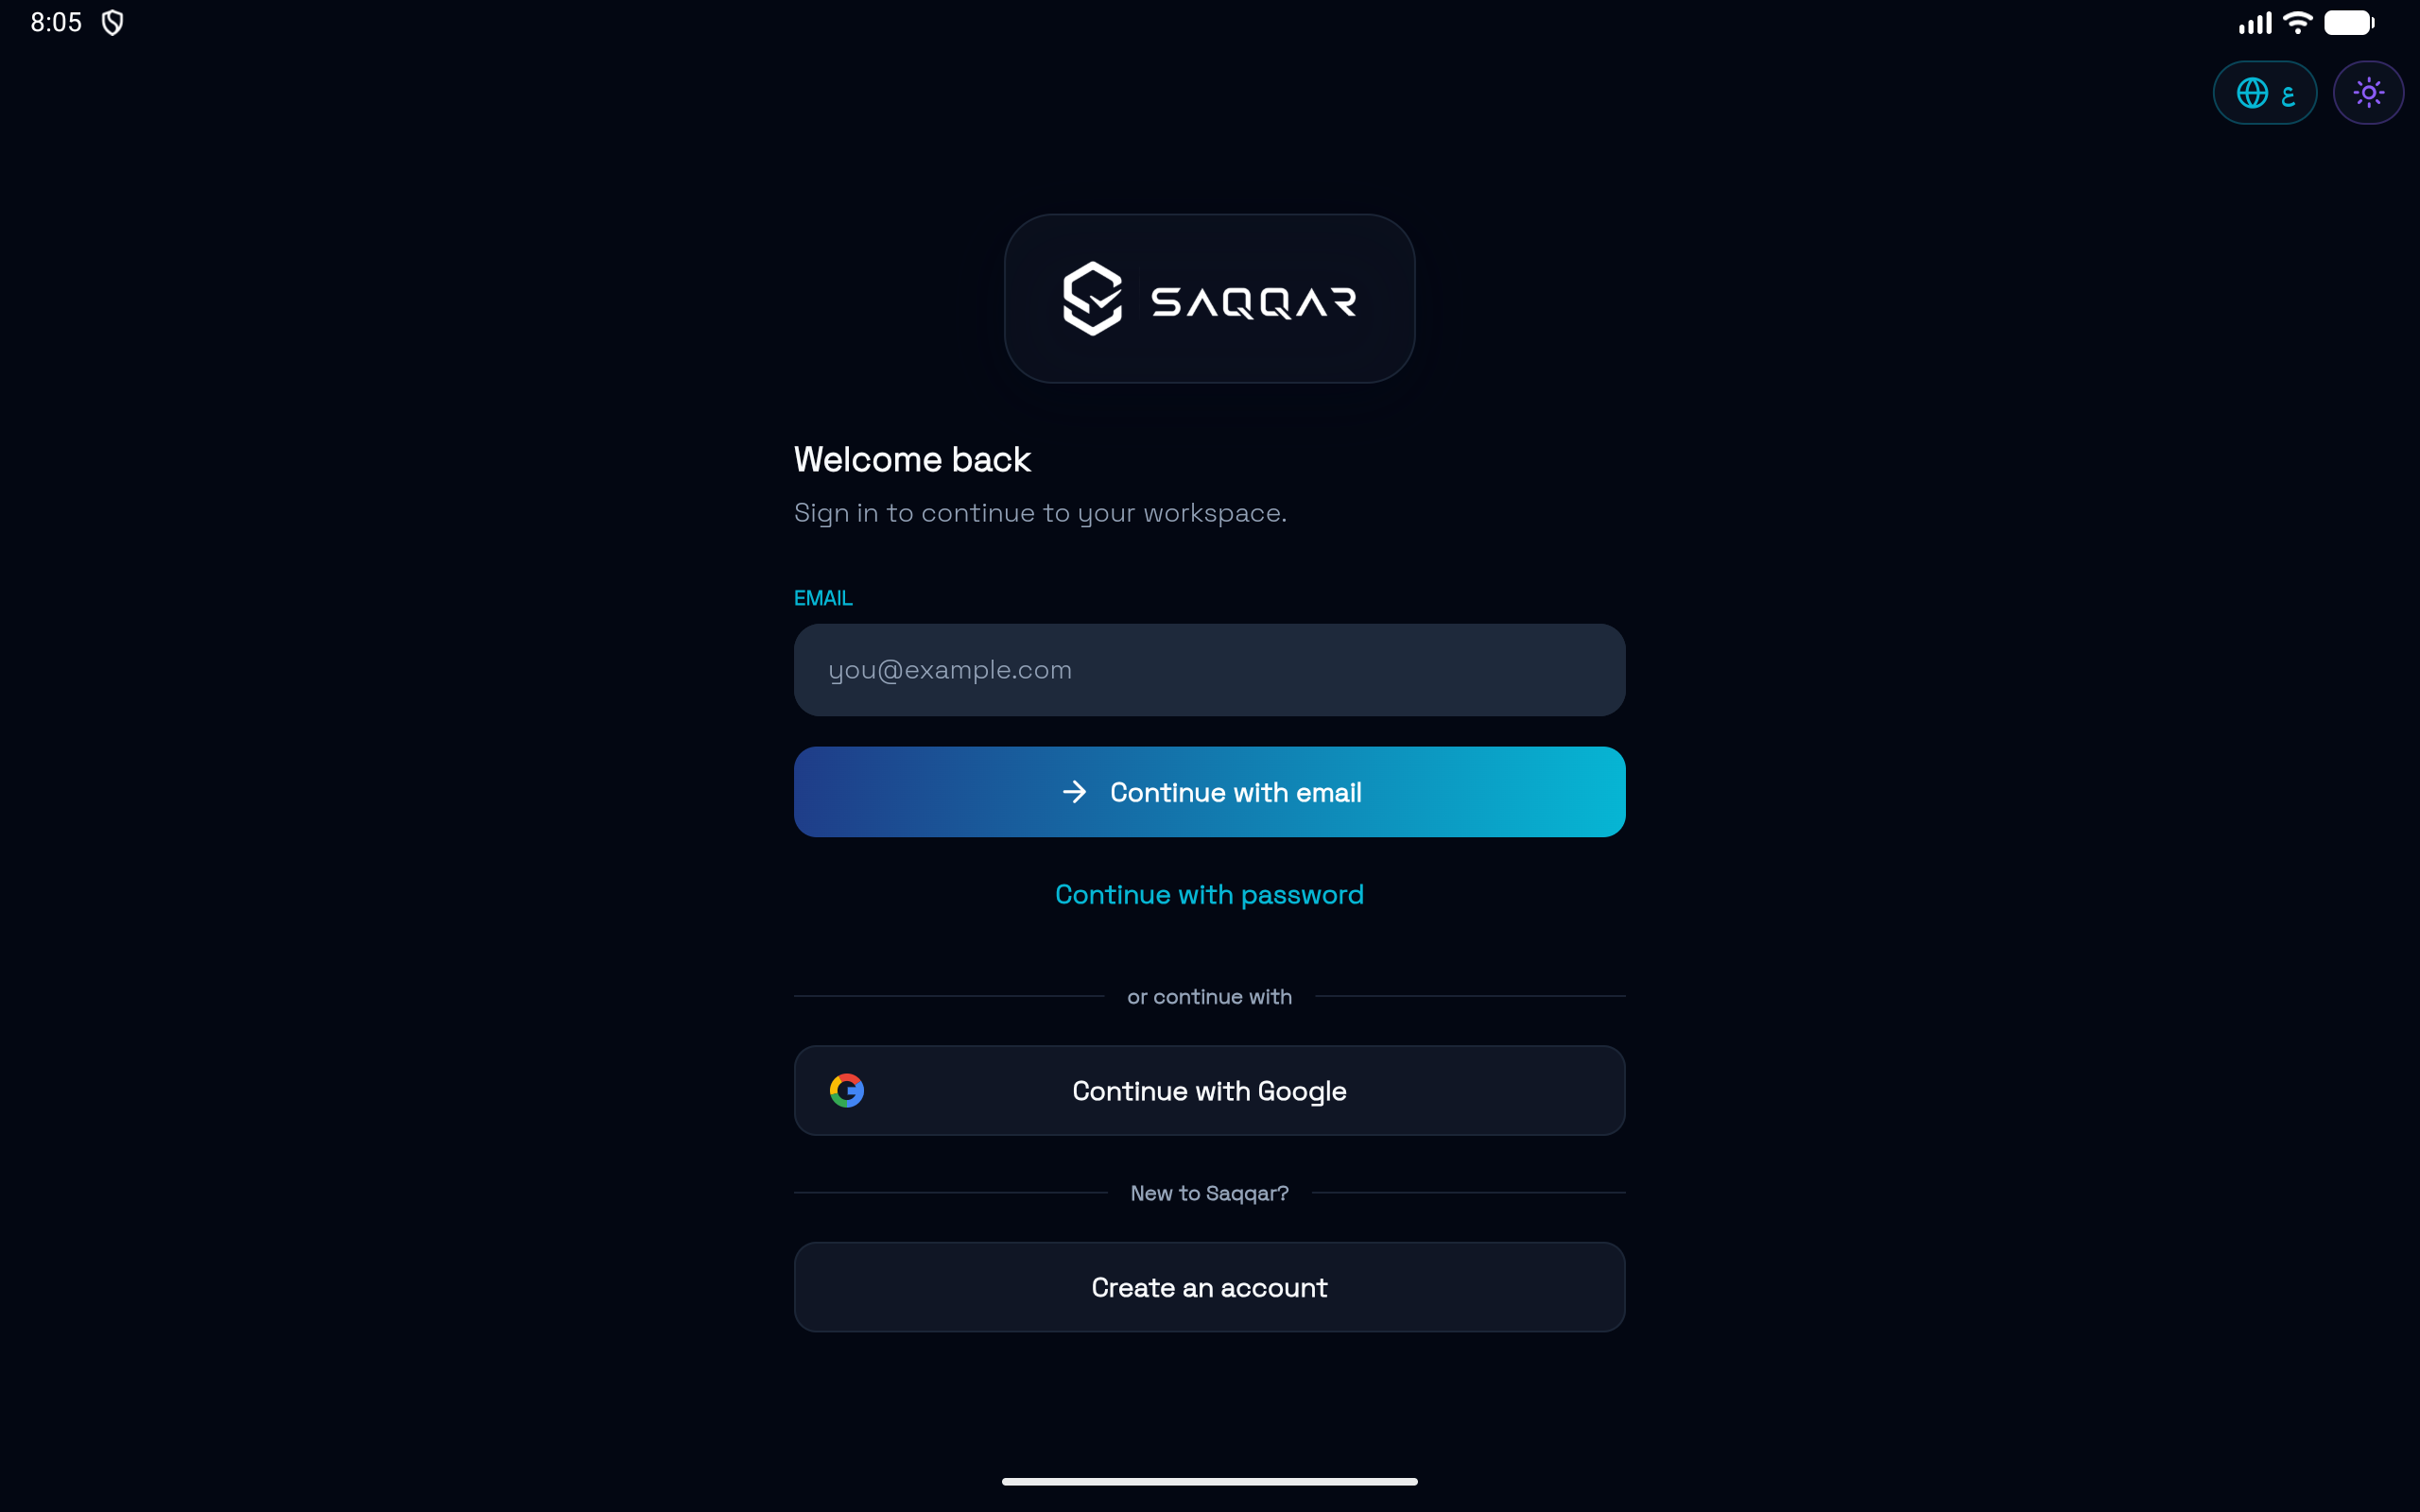 8:05
ع
SAQQAR
Welcome back
Sign in to continue to your workspace.
EMAIL
you@example.com
Continue with email
Continue with password
or continue with
Continue with Google
New to Saqqar?
Create an account